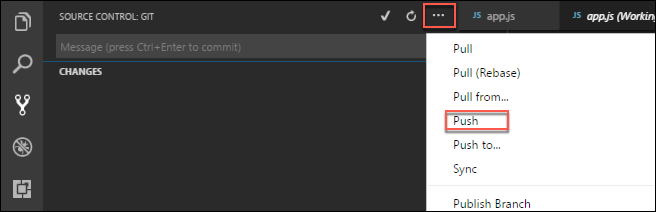 SOURCE CONTROL: GIT
app.js
app.js (Working
Message (press Ctrl+Enter to commit)
CHANGES
Pull
Pull (Rebase)
Pull from...
Push
Push to...
Sync
Publish Branch